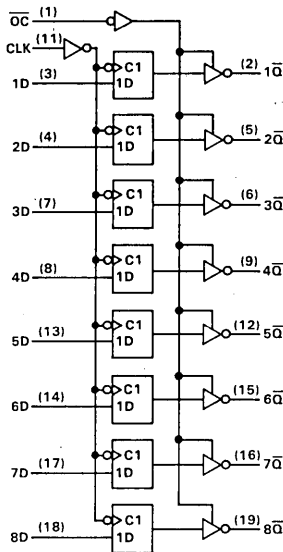 O̅C̅ (1)
CLK (11)
1D (3) C1 1D (2) 1Q̅
2D (4) C1 1D (5) 2Q̅
3D (7) C1 1D (6) 3Q̅
4D (8) C1 1D (9) 4Q̅
5D (13) C1 1D (12) 5Q̅
6D (14) C1 1D (15) 6Q̅
7D (17) C1 1D (16) 7Q̅
8D (18) C1 1D (19) 8Q̅